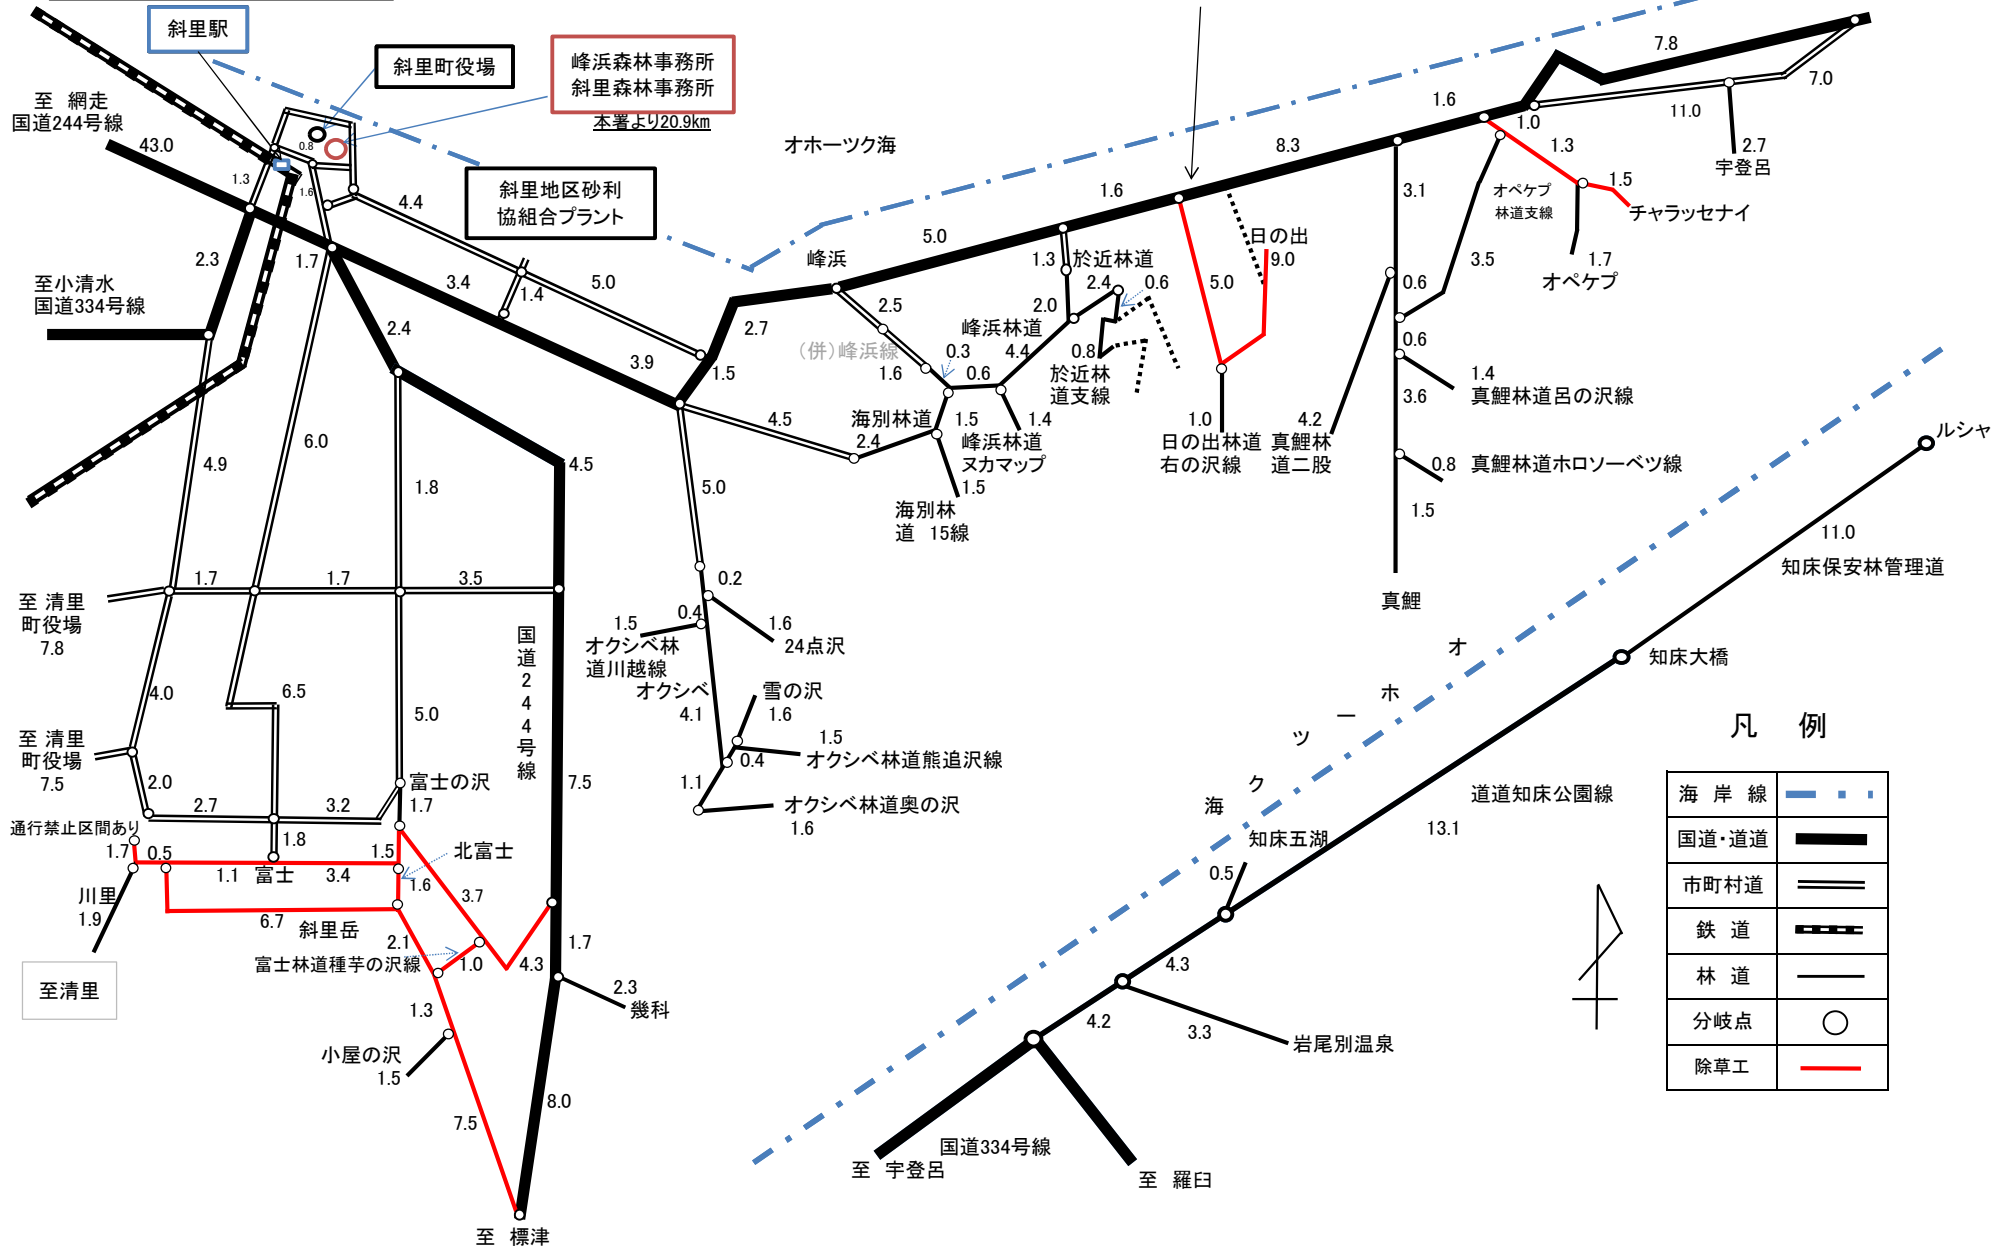 斜里駅
斜里町役場
峰浜森林事務所
斜里森林事務所
本署より20.9km
至 網走
国道244号線
43.0
0.8
1.3
1.6
斜里地区砂利
協組合プラント
オホーツク海
4.4
2.3
1.7
3.4
1.4
5.0
至小清水
国道334号線
2.4
3.9
2.7
1.5
峰浜
5.0
1.6
8.3
1.6
1.0
7.8
7.0
11.0
2.7
宇登呂
1.3
1.5
チャラッセナイ
オペケプ
林道支線
1.7
オペケプ
3.5
3.1
0.6
0.6
1.4
真鯉林道呂の沢線
3.6
0.8
真鯉林道ホロソーベツ線
1.5
真鯉
4.2
真鯉林
道二股
日の出
9.0
5.0
1.0
日の出林道
右の沢線
1.3
於近林道
2.4
0.6
2.0
峰浜林道
2.5
(併)峰浜線
1.6
0.3
4.4
0.6
0.8
於近林
道支線
4.5
海別林道
2.4
1.5
1.4
峰浜林道
ヌカマップ
1.5
海別林
道 15線
6.0
4.9
1.8
4.5
5.0
1.7
1.7
3.5
至 清里
町役場
7.8
0.2
0.4
1.5
オクシベ林
道川越線
1.6
24点沢
オクシベ
4.1
雪の沢
1.6
1.5
オクシベ林道熊追沢線
0.4
1.1
オクシベ林道奥の沢
1.6
国道244号線
4.0
6.5
5.0
至 清里
町役場
7.5
2.0
2.7
3.2
富士の沢
1.7
7.5
通行禁止区間あり
1.7
0.5
1.8
1.5
北富士
1.1
富士
3.4
1.6
3.7
川里
1.9
6.7
斜里岳
2.1
富士林道種芋の沢線
1.0
4.3
1.7
至清里
2.3
幾科
1.3
小屋の沢
1.5
7.5
8.0
至 標津
ルシャ
11.0
知床保安林管理道
知床大橋
オホーツク海
道道知床公園線
13.1
知床五湖
0.5
4.3
4.2
3.3
岩尾別温泉
国道334号線
至 宇登呂
至 羅臼
凡 例
海 岸 線
国道・道道
市町村道
鉄 道
林 道
分岐点
除草工